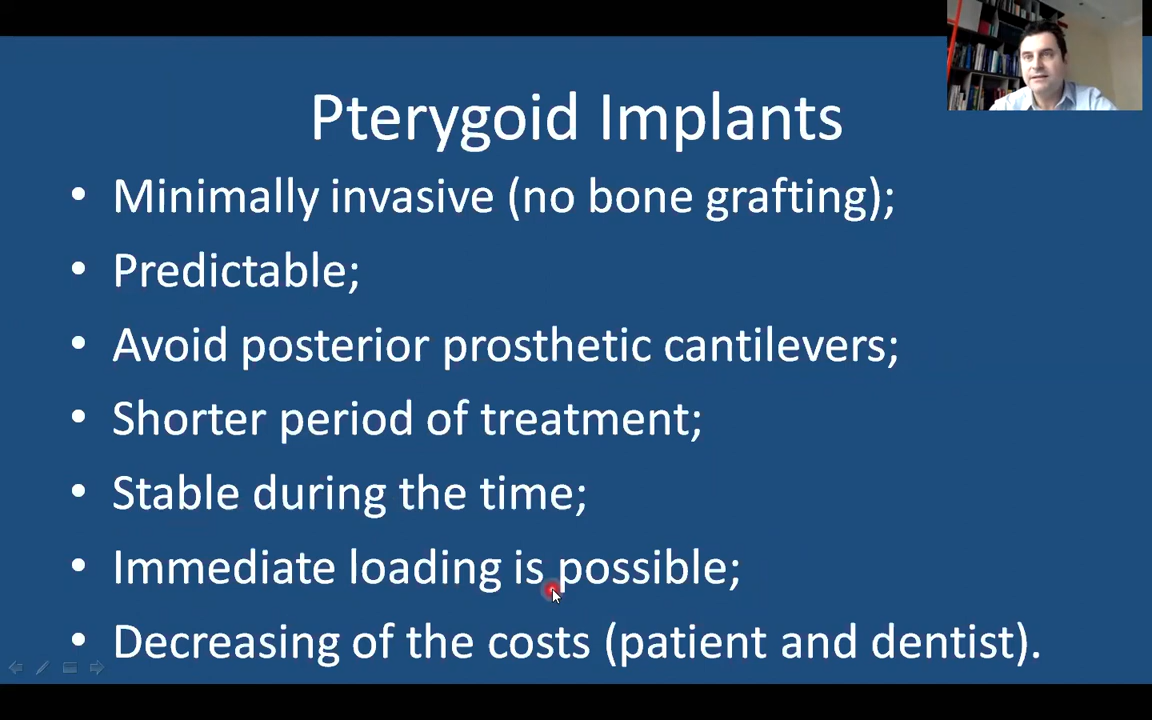 Pterygoid Implants
• Minimally invasive (no bone grafting);
• Predictable;
• Avoid posterior prosthetic cantilevers;
• Shorter period of treatment;
• Stable during the time;
• Immediate loading is possible;
• Decreasing of the costs (patient and dentist).